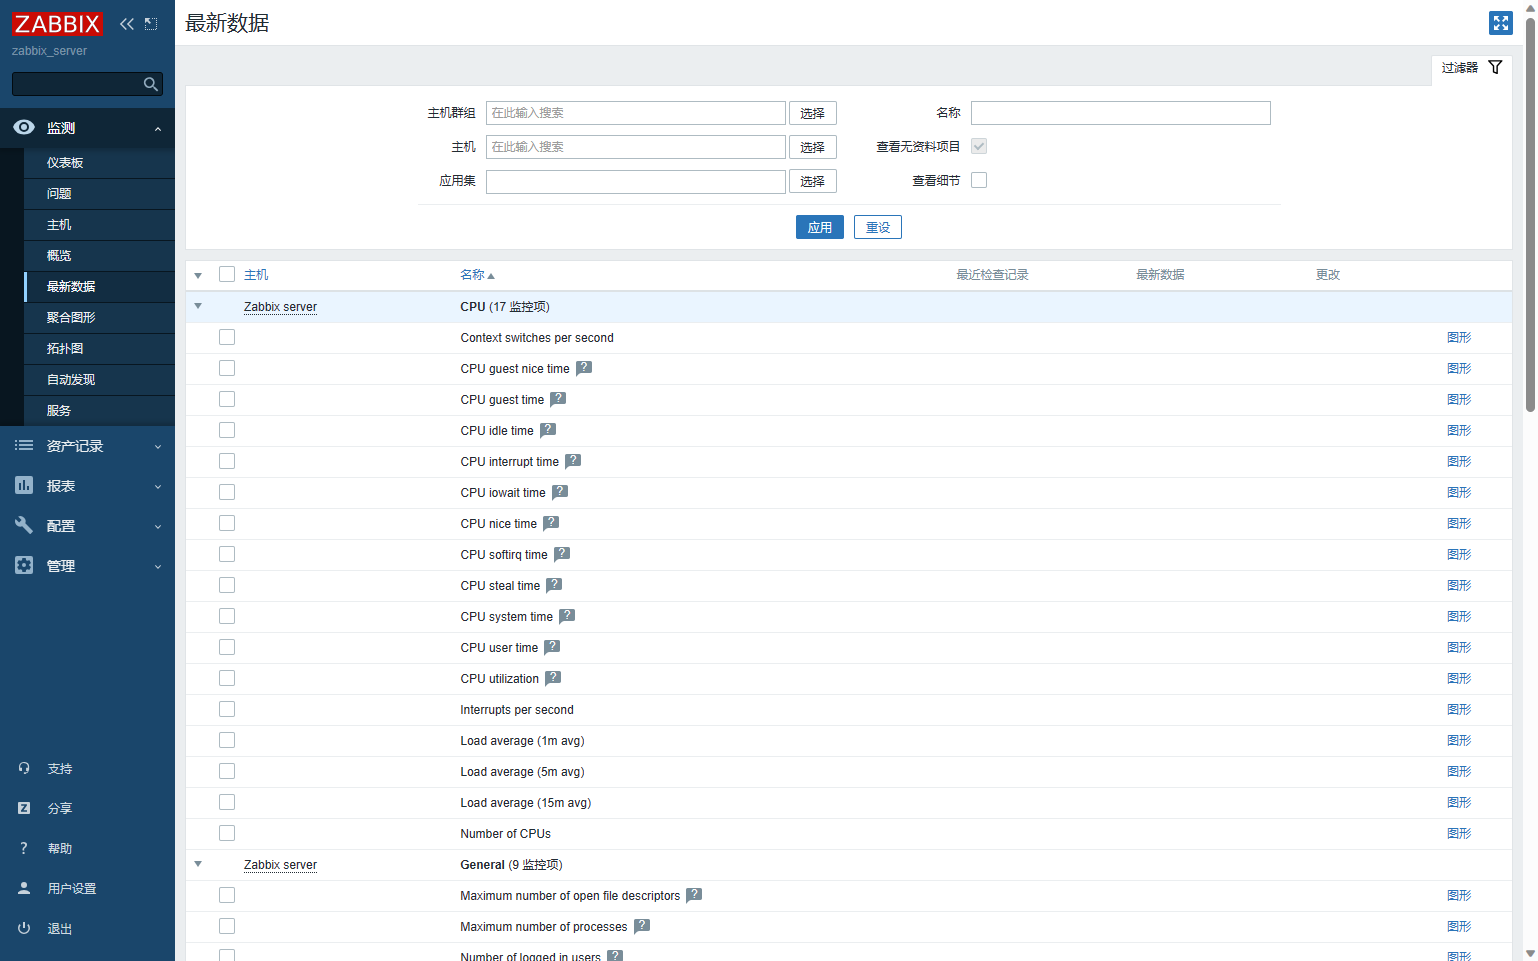 ZABBIX
zabbix_server
监测
仪表板
问题
主机
概览
最新数据
聚合图形
拓扑图
自动发现
服务
资产记录
报表
配置
管理
支持
Z 分享
? 帮助
用户设置
退出
最新数据
过滤器
主机群组 在此输入搜索 选择 名称
主机 在此输入搜索 选择 查看无资料项目
应用集 选择 查看细节
应用 重设
主机 名称 最近检查记录 最新数据 更改
Zabbix server CPU (17 监控项)
Context switches per second 图形
CPU guest nice time ? 图形
CPU guest time ? 图形
CPU idle time ? 图形
CPU interrupt time ? 图形
CPU iowait time ? 图形
CPU nice time ? 图形
CPU softirq time ? 图形
CPU steal time ? 图形
CPU system time ? 图形
CPU user time ? 图形
CPU utilization ? 图形
Interrupts per second 图形
Load average (1m avg) 图形
Load average (5m avg) 图形
Load average (15m avg) 图形
Number of CPUs 图形
Zabbix server General (9 监控项)
Maximum number of open file descriptors ? 图形
Maximum number of processes ? 图形
Number of logged in users ? 图形